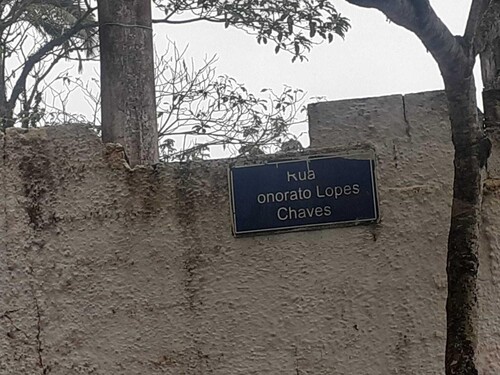 Rua
onorato Lopes
Chaves